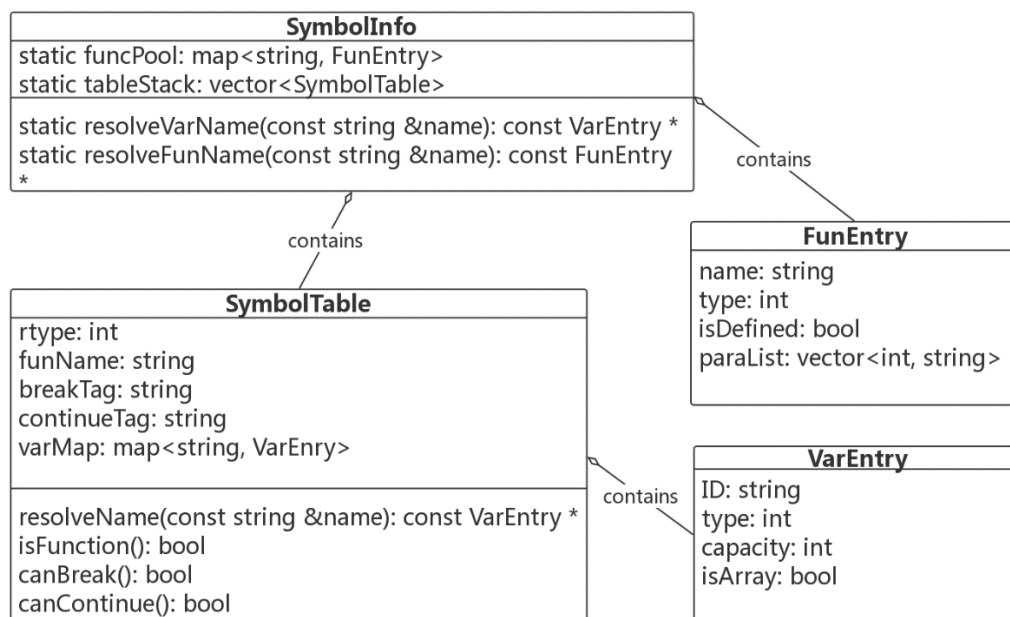 SymbolInfo
static funcPool: map<string, FunEntry>
static tableStack: vector<SymbolTable>
static resolveVarName(const string &name): const VarEntry *
static resolveFunName(const string &name): const FunEntry
*
contains
contains
FunEntry
name: string
type: int
isDefined: bool
paraList: vector<int, string>
SymbolTable
rtype: int
funName: string
breakTag: string
continueTag: string
varMap: map<string, VarEnry>
resolveName(const string &name): const VarEntry *
isFunction(): bool
canBreak(): bool
canContinue(): bool
contains
VarEntry
ID: string
type: int
capacity: int
isArray: bool